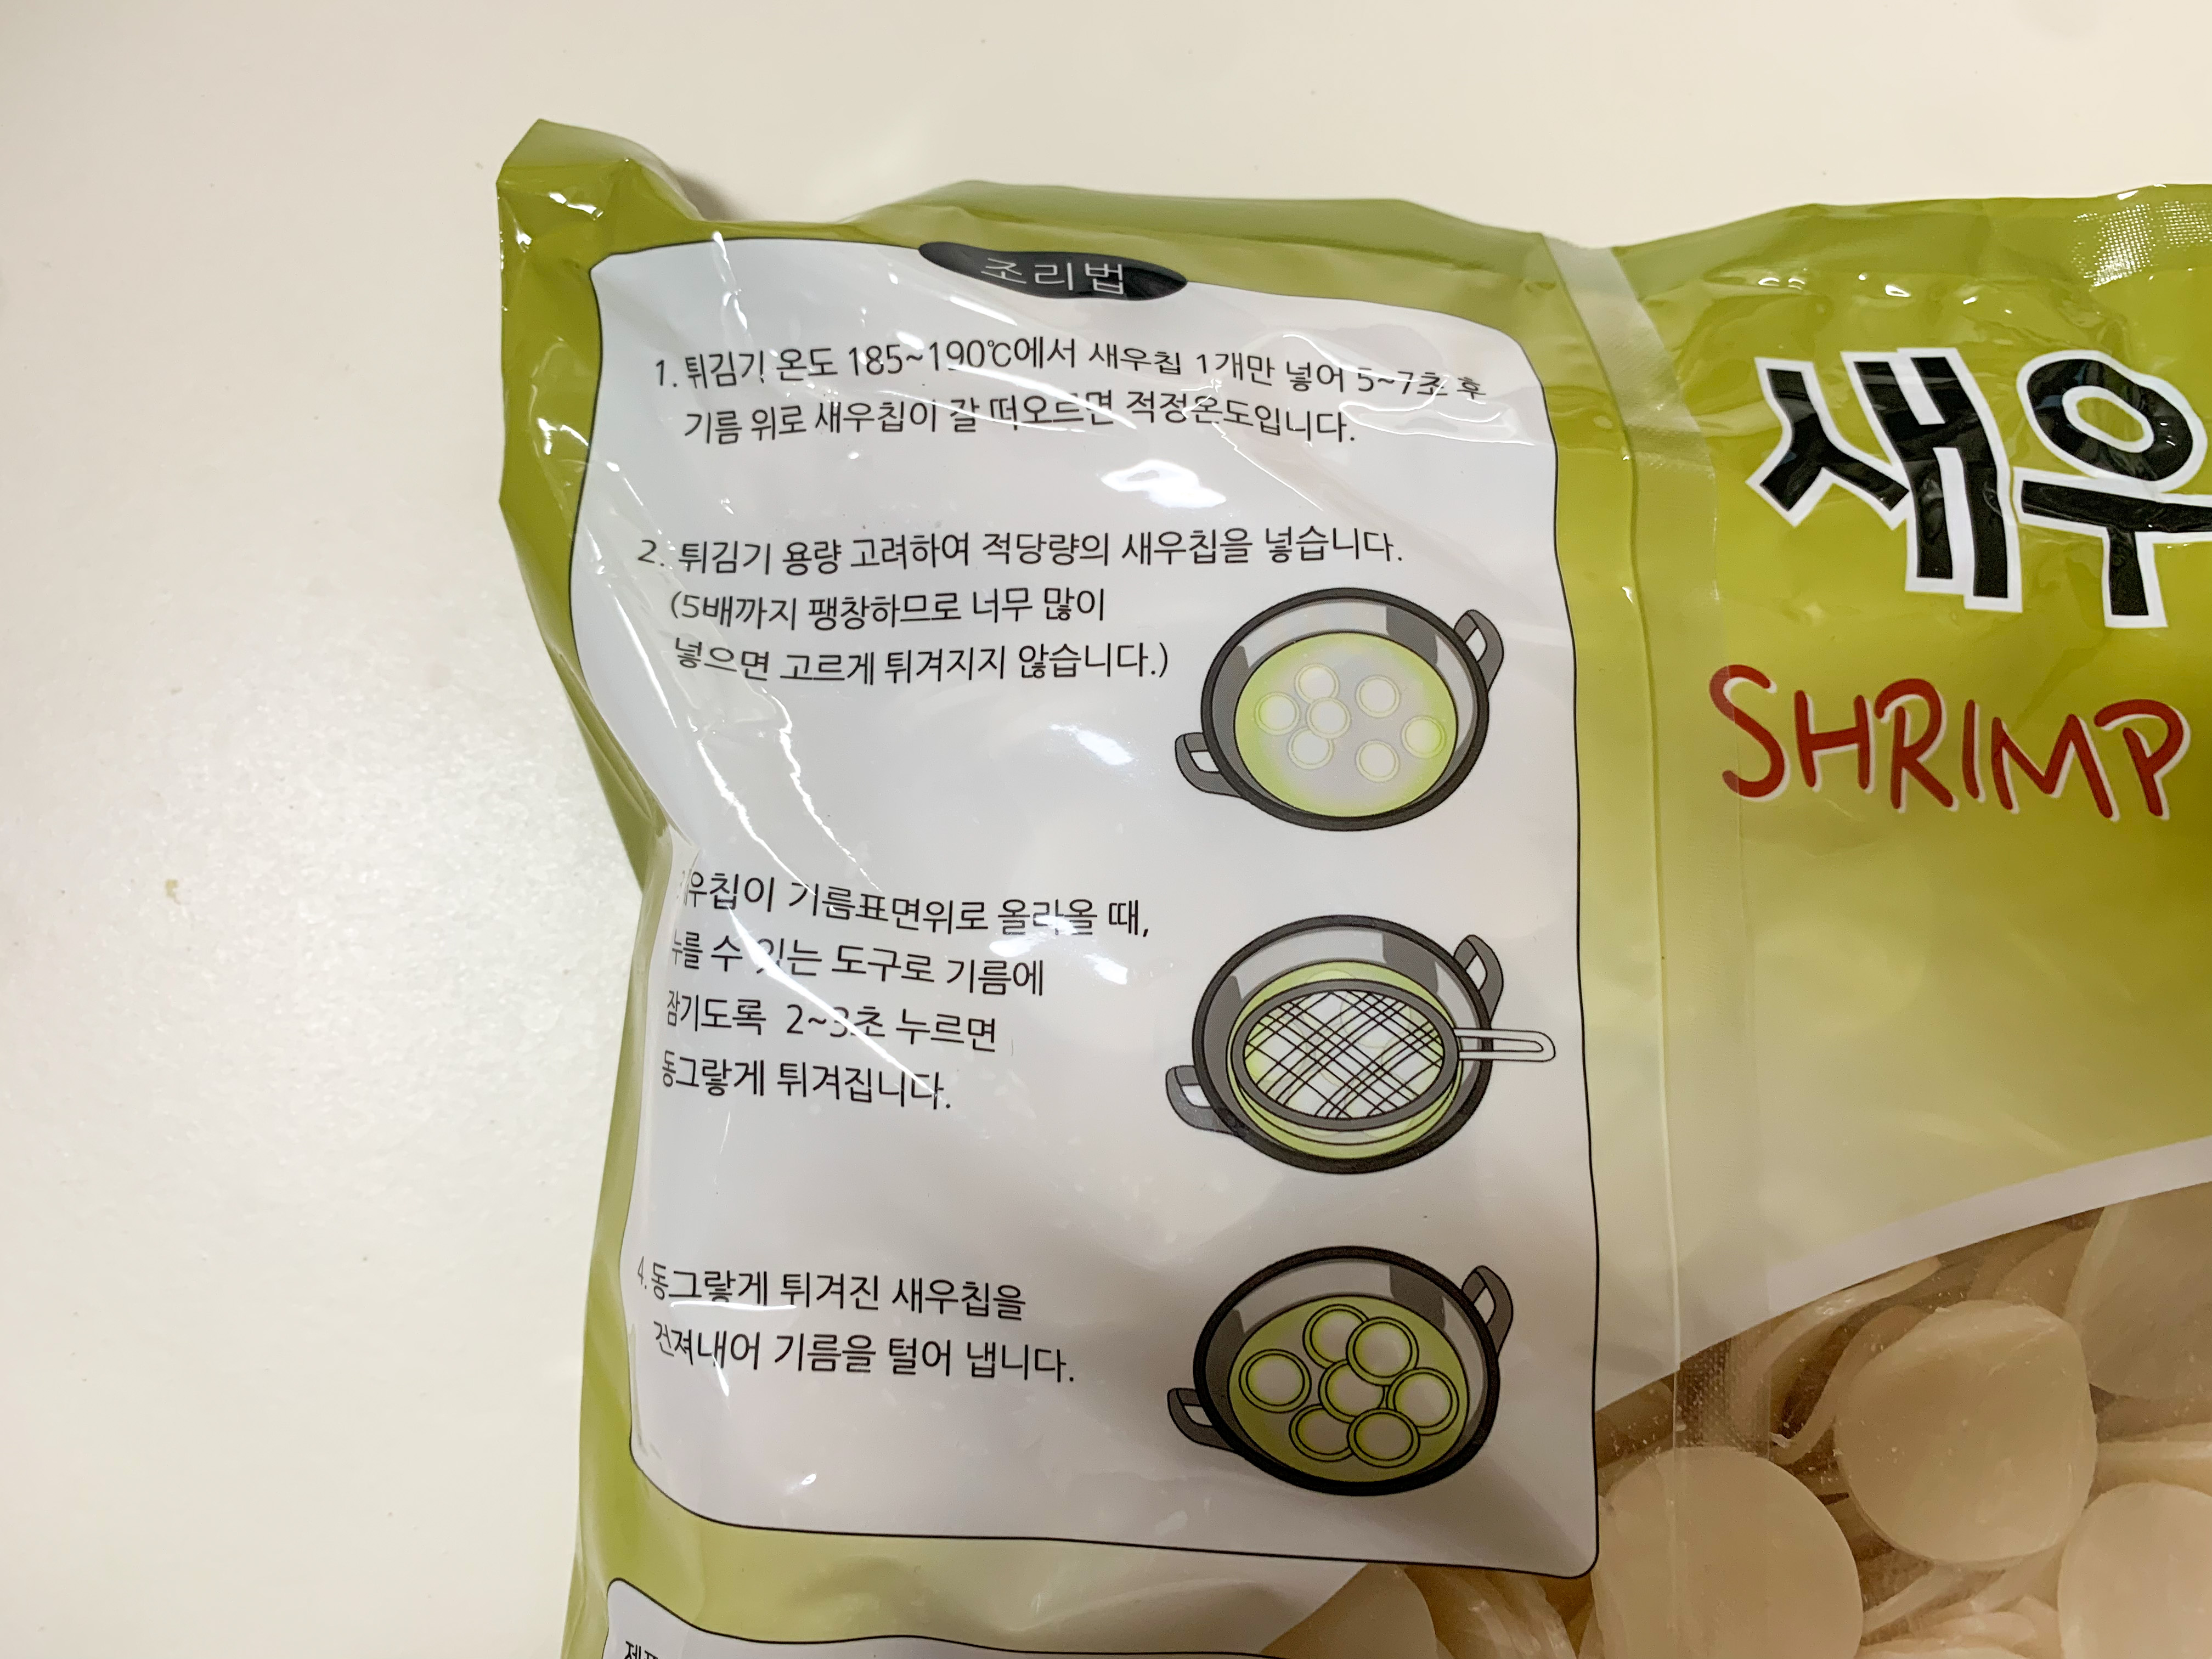 조리법
1. 튀김기 온도 185~190℃에서 새우칩 1개만 넣어 5~7초 후
기름 위로 새우칩이 갈 떠오르면 적정온도입니다.
2. 튀김기 용량 고려하여 적당량의 새우칩을 넣습니다.
(5배까지 팽창하므로 너무 많이
넣으면 고르게 튀겨지지 않습니다.)
기름표면위로 올라올 때,
수 있는 도구로 기름에
잠기도록 2~3초 누르면
동그랗게 튀겨집니다.
4. 동그랗게 튀겨진 새우칩을
건져내어 기름을 털어 냅니다.
새우
SHRIMP